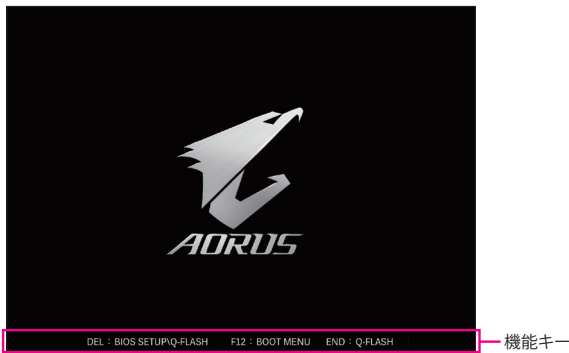 AORUS
DEL : BIOS SETUP\Q-FLASH F12 : BOOT MENU END : Q-FLASH
機能キー